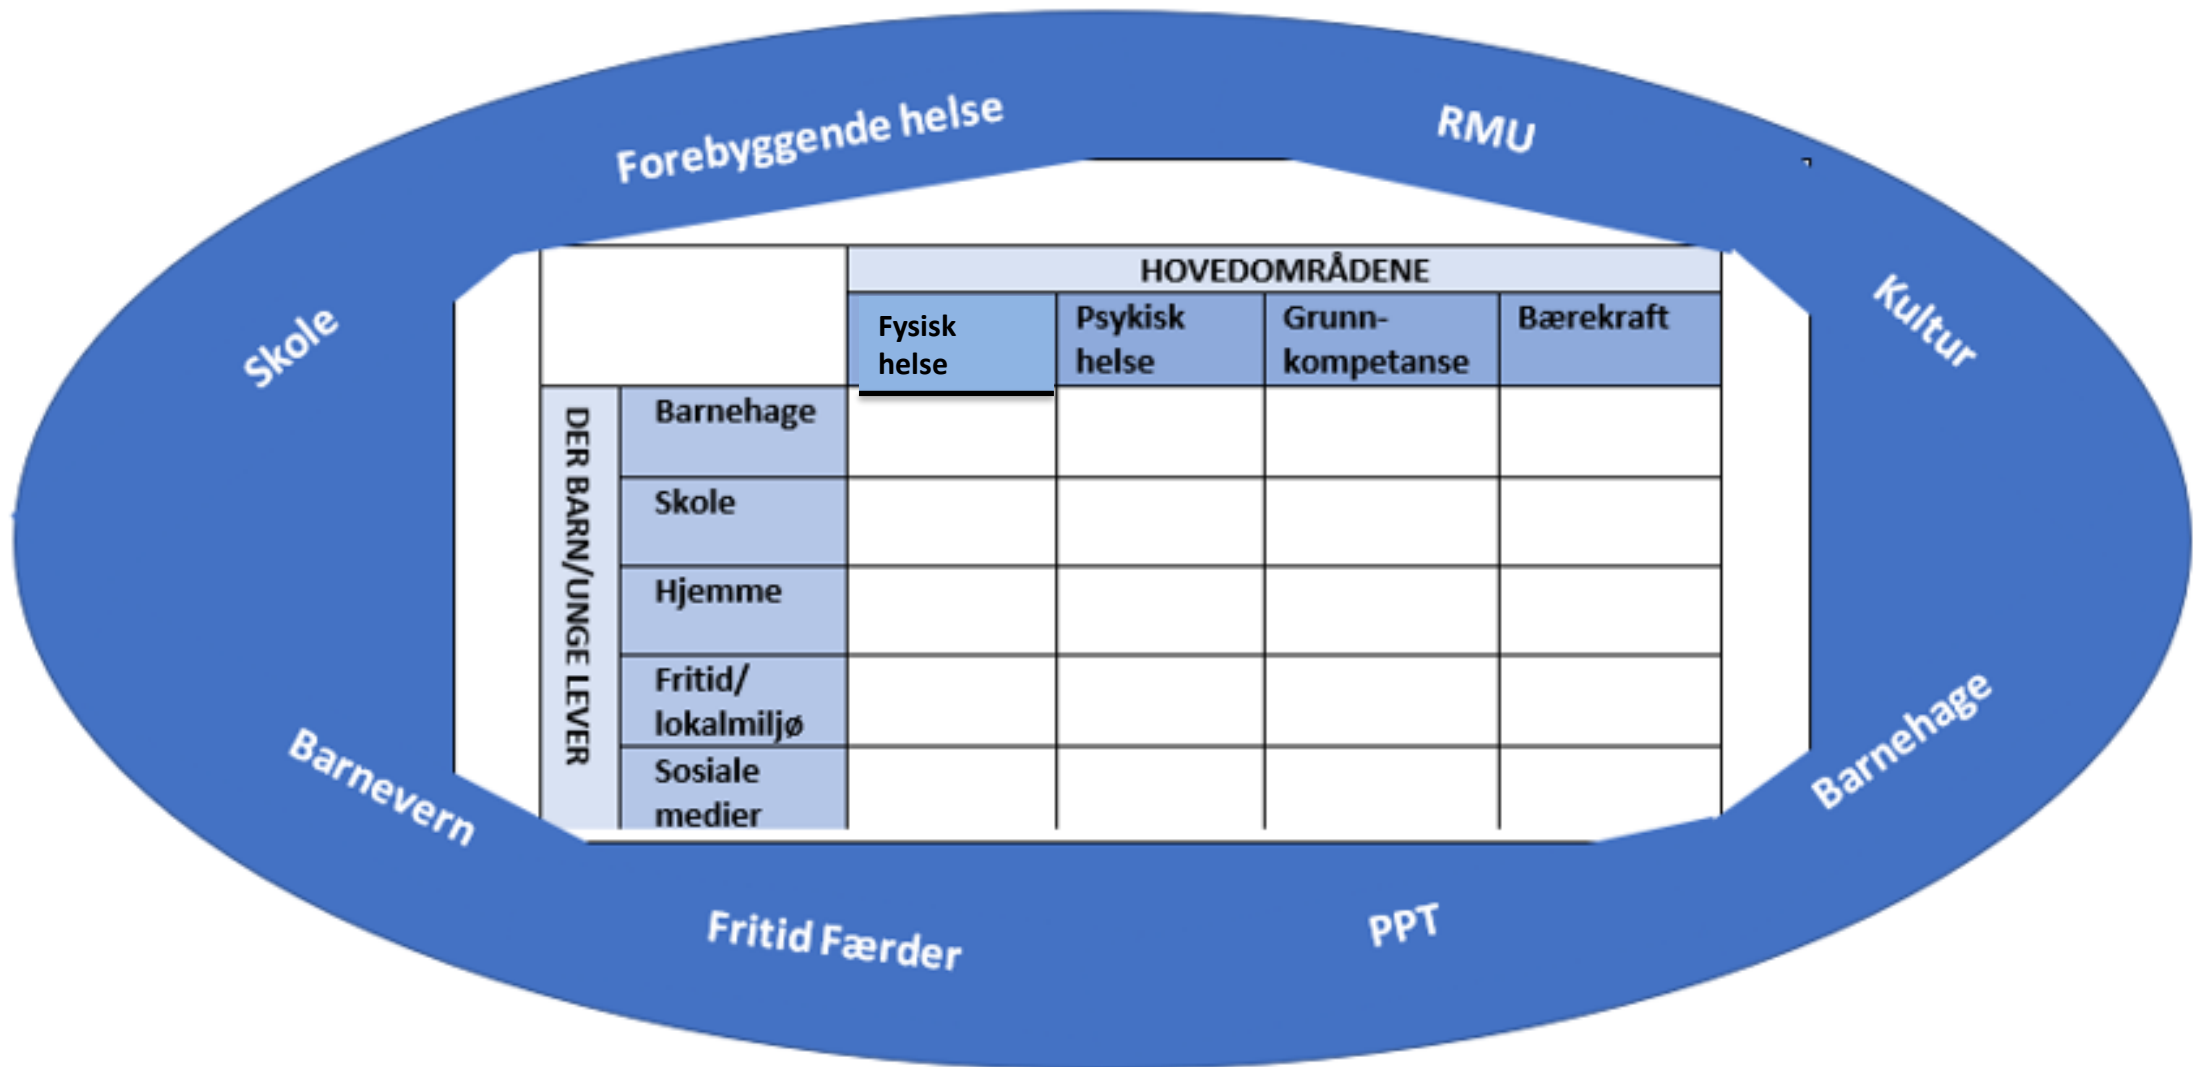 Forebyggende helse
RMU
Skole
Kultur
HOVEDOMRÅDENE
Fysisk
helse
Psykisk
helse
Grunn-
kompetanse
Bærekraft
DER BARN/UNGE LEVER
Barnehage
Skole
Hjemme
Fritid/
lokalmiljø
Sosiale
medier
Barnevern
Barnehage
Fritid Færder
PPT